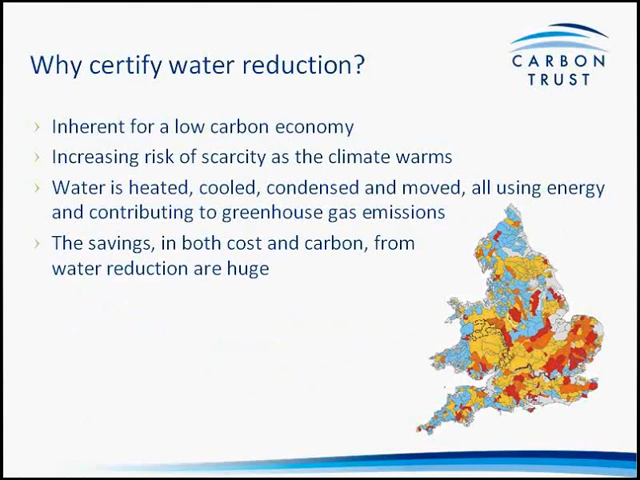 Why certify water reduction?
CARBON
TRUST
› Inherent for a low carbon economy
› Increasing risk of scarcity as the climate warms
› Water is heated, cooled, condensed and moved, all using energy
and contributing to greenhouse gas emissions
› The savings, in both cost and carbon, from
water reduction are huge